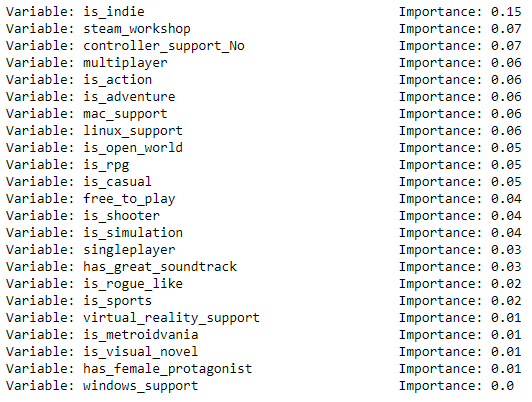 Variable: is_indie Importance: 0.15
Variable: steam_workshop Importance: 0.07
Variable: controller_support_No Importance: 0.07
Variable: multiplayer Importance: 0.06
Variable: is_action Importance: 0.06
Variable: is_adventure Importance: 0.06
Variable: mac_support Importance: 0.06
Variable: linux_support Importance: 0.06
Variable: is_open_world Importance: 0.05
Variable: is_rpg Importance: 0.05
Variable: is_casual Importance: 0.05
Variable: free_to_play Importance: 0.04
Variable: is_shooter Importance: 0.04
Variable: is_simulation Importance: 0.04
Variable: singleplayer Importance: 0.03
Variable: has_great_soundtrack Importance: 0.03
Variable: is_rogue_like Importance: 0.02
Variable: is_sports Importance: 0.02
Variable: virtual_reality_support Importance: 0.01
Variable: is_metroidvania Importance: 0.01
Variable: is_visual_novel Importance: 0.01
Variable: has_female_protagonist Importance: 0.01
Variable: windows_support Importance: 0.0